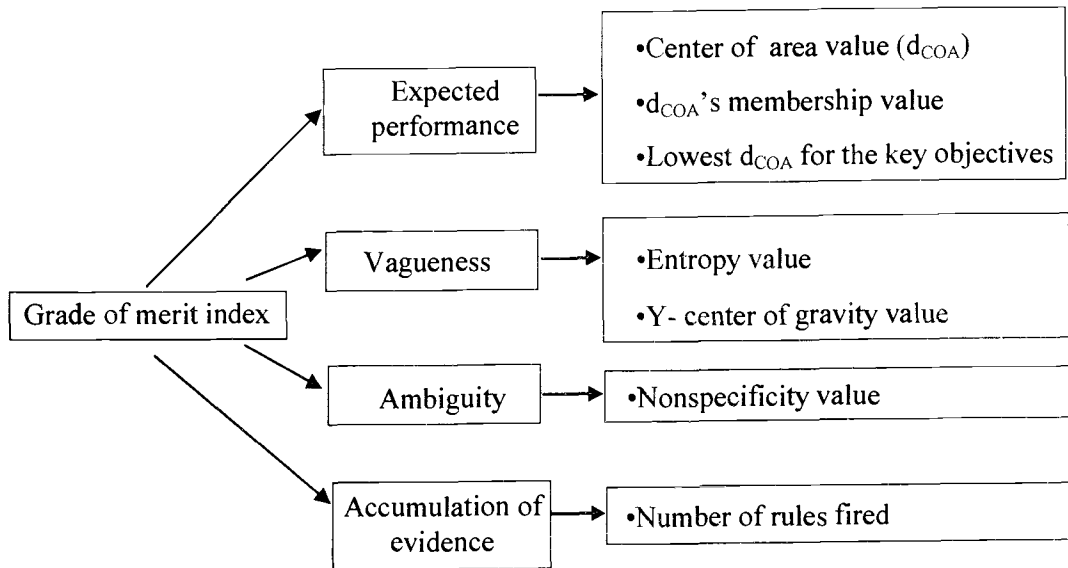 Expected
performance
•Center of area value (dCOA)
•dCOA's membership value
•Lowest dCOA for the key objectives
Vagueness
•Entropy value
•Y- center of gravity value
Grade of merit index
Ambiguity
•Nonspecificity value
Accumulation of
evidence
•Number of rules fired